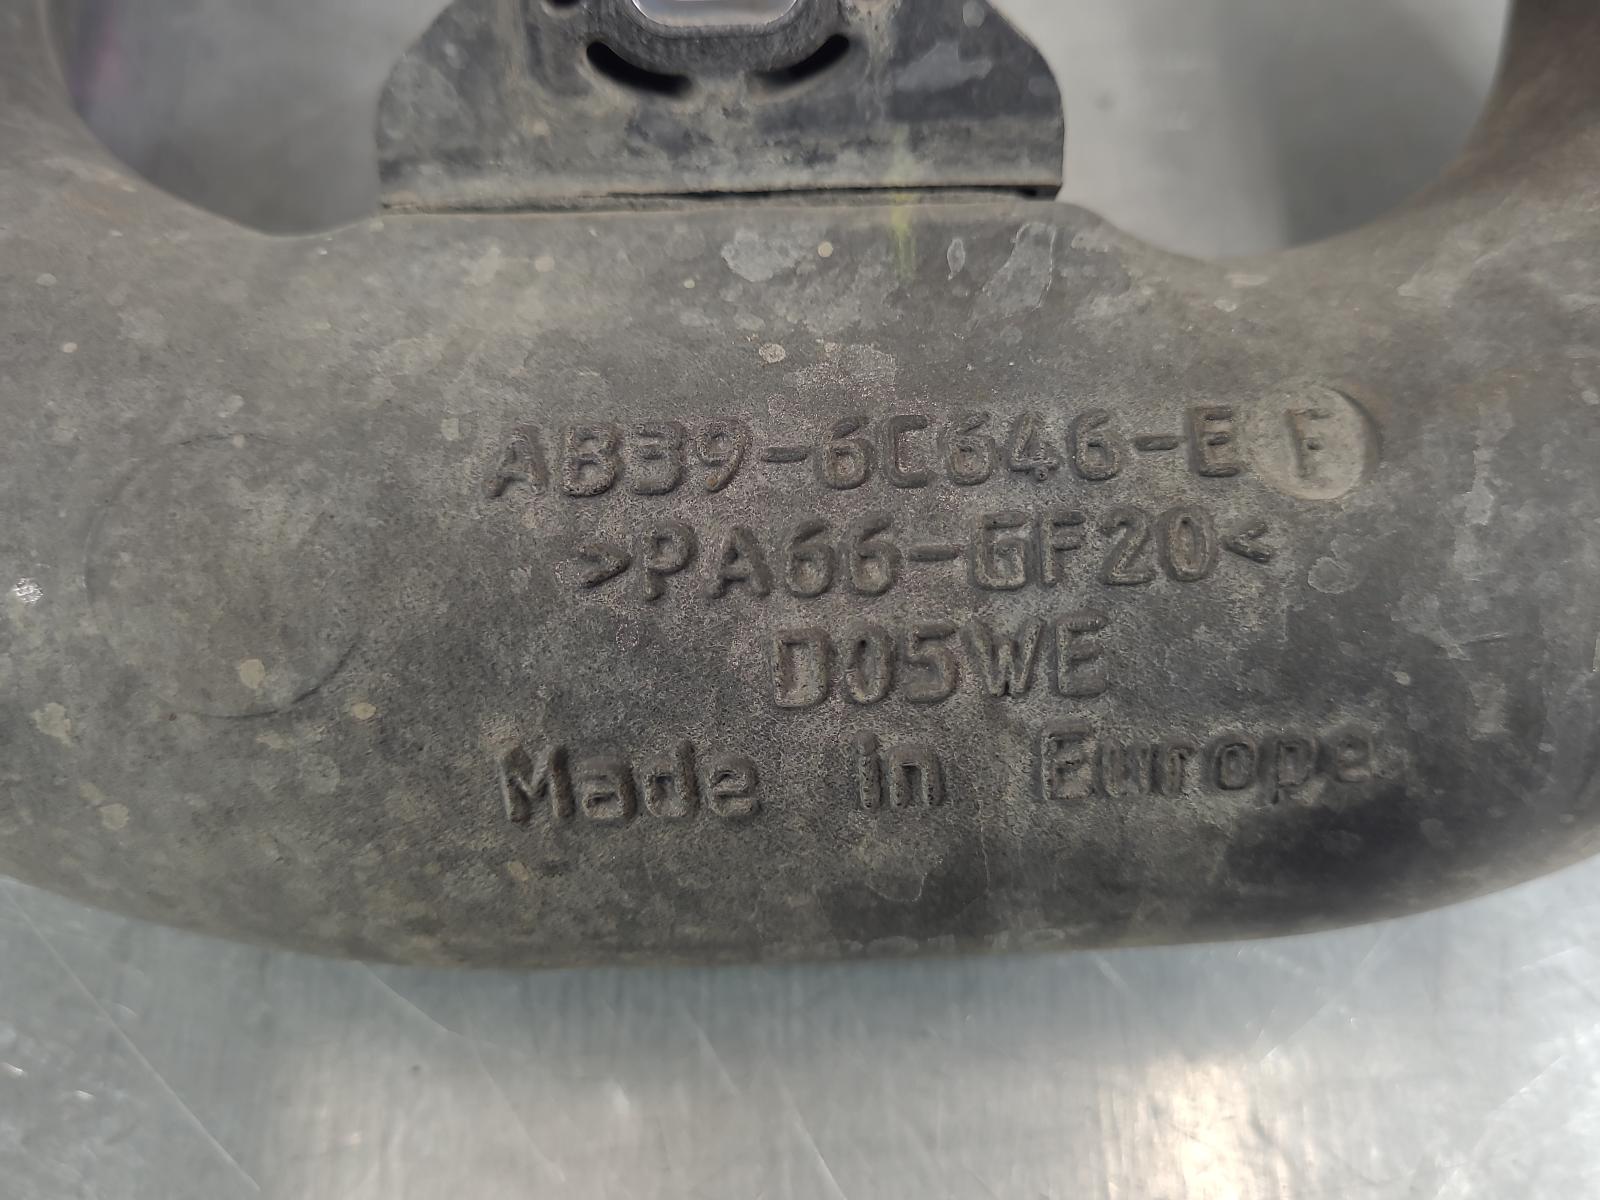 AB39-6C646-EF
>PA66-GF20<
D05WE
Made in Europe